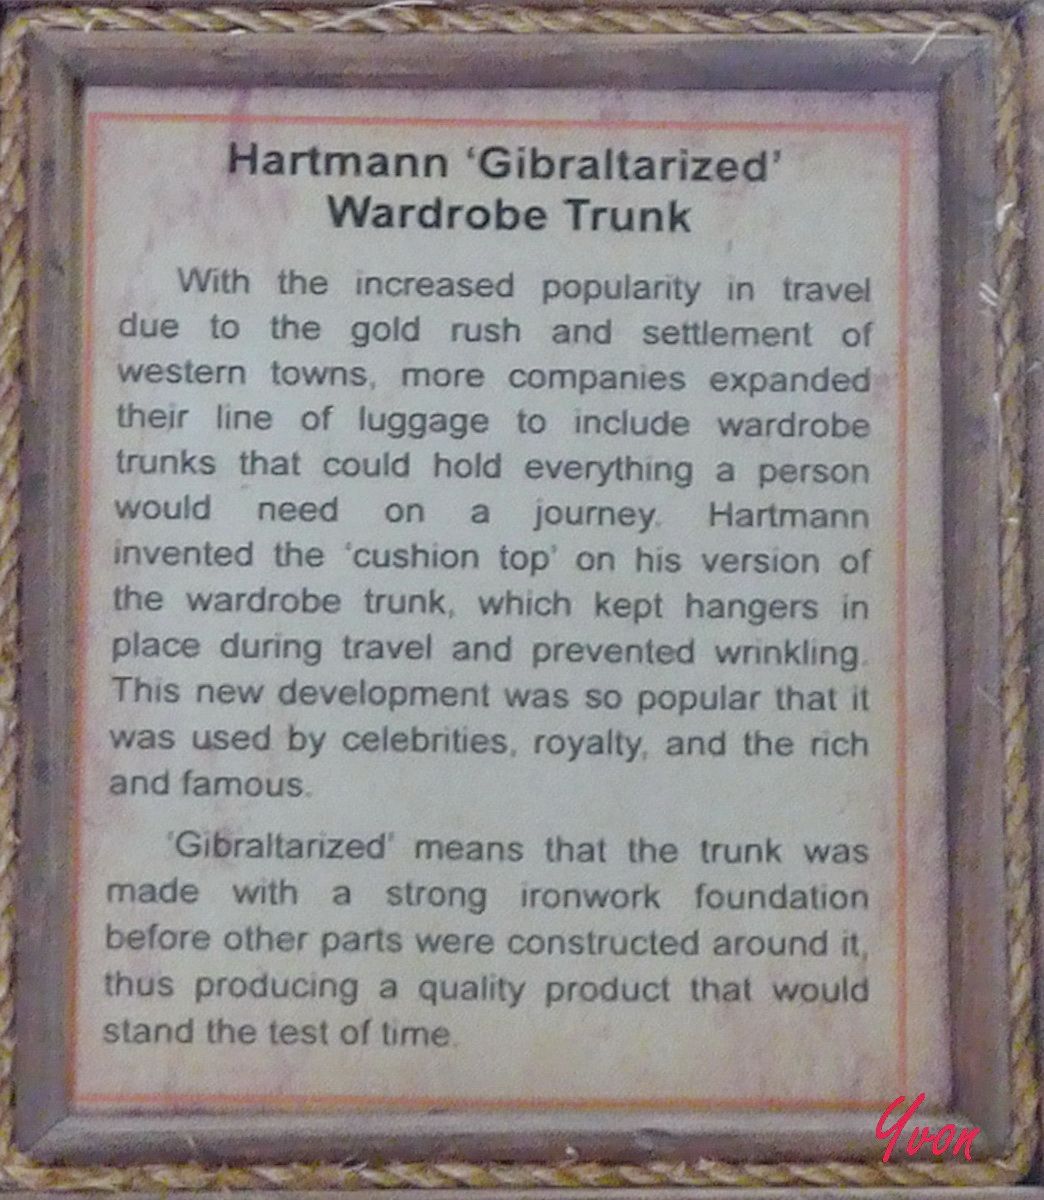 Hartmann ‘Gibraltarized’
Wardrobe Trunk
With the increased popularity in travel
due to the gold rush and settlement of
western towns, more companies expanded
their line of luggage to include wardrobe
trunks that could hold everything a person
would need on a journey. Hartmann
invented the ‘cushion top’ on his version of
the wardrobe trunk, which kept hangers in
place during travel and prevented wrinkling.
This new development was so popular that it
was used by celebrities, royalty, and the rich
and famous.
‘Gibraltarized’ means that the trunk was
made with a strong ironwork foundation
before other parts were constructed around it,
thus producing a quality product that would
stand the test of time.
Yvon